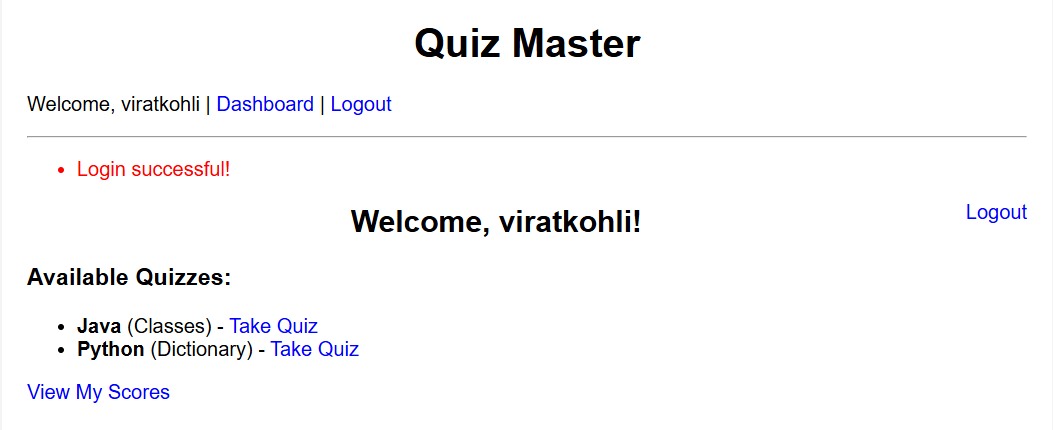 Quiz Master
Welcome, viratkohli | Dashboard | Logout
• Login successful!
Logout
Welcome, viratkohli!
Available Quizzes:
• Java (Classes) - Take Quiz
• Python (Dictionary) - Take Quiz
View My Scores